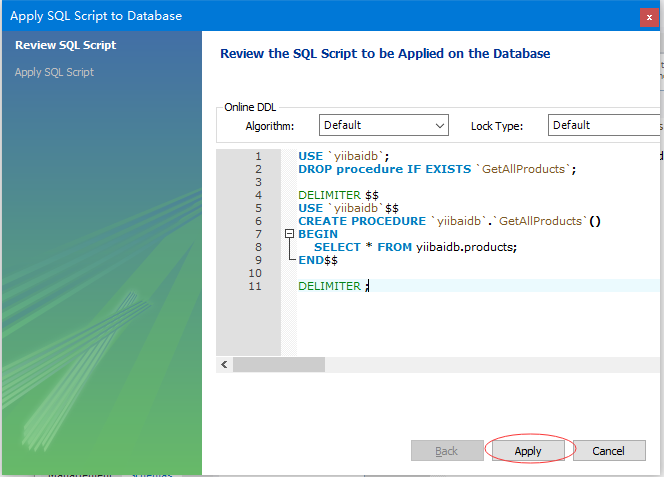 Apply SQL Script to Database
Review SQL Script
Apply SQL Script
Review the SQL Script to be Applied on the Database
Online DDL
Algorithm: Default Lock Type: Default
1 USE `yiibaidb`;
2 DROP procedure IF EXISTS `GetAllProducts`;
3
4 DELIMITER $$
5 USE `yiibaidb`$$
6 CREATE PROCEDURE `yiibaidb`.`GetAllProducts`()
7 BEGIN
8 SELECT * FROM yiibaidb.products;
9 END$$
10
11 DELIMITER ;
Back Apply Cancel